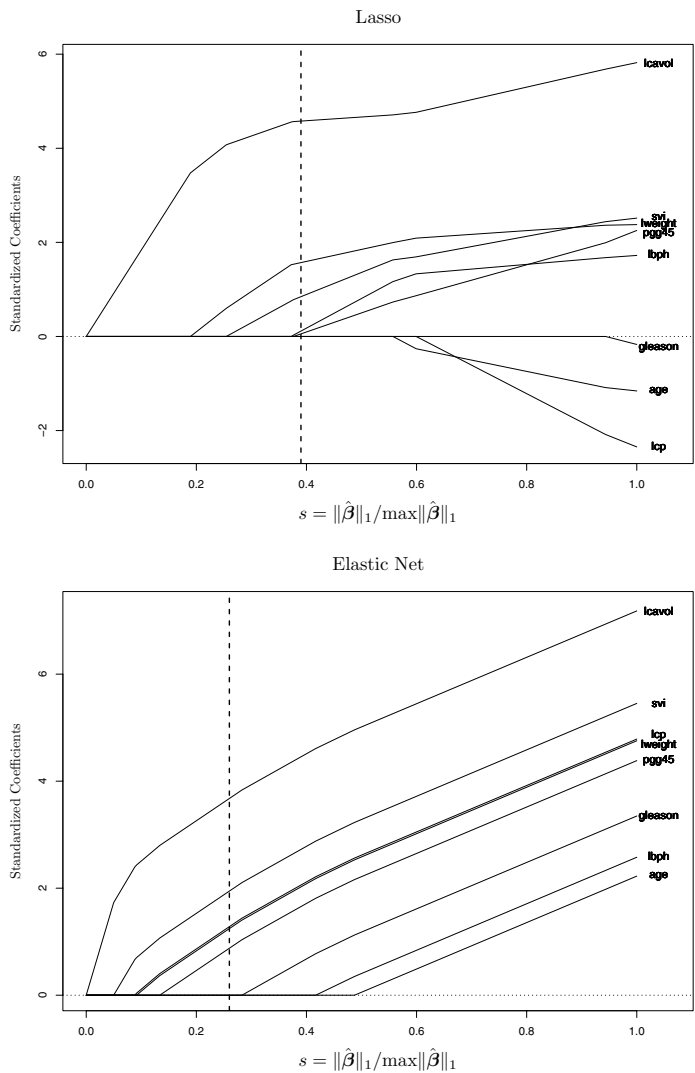 Lasso
Standardized Coefficients
6
4
2
0
−2
lcavol
svi
lweight
pgg45
lbph
gleason
age
lcp
0.0 0.2 0.4 0.6 0.8 1.0
s = ‖β̂‖₁/max‖β̂‖₁
Elastic Net
Standardized Coefficients
6
4
2
0
lcavol
svi
lcp
lweight
pgg45
gleason
lbph
age
0.0 0.2 0.4 0.6 0.8 1.0
s = ‖β̂‖₁/max‖β̂‖₁